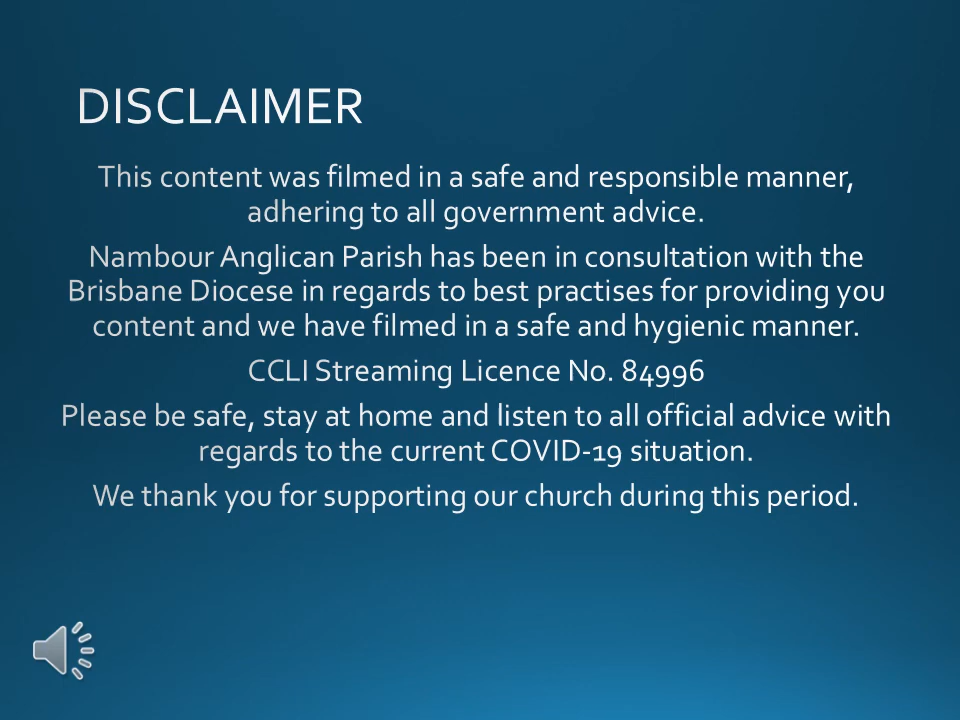 DISCLAIMER
This content was filmed in a safe and responsible manner,
adhering to all government advice.
Nambour Anglican Parish has been in consultation with the
Brisbane Diocese in regards to best practises for providing you
content and we have filmed in a safe and hygienic manner.
CCLI Streaming Licence No. 84996
Please be safe, stay at home and listen to all official advice with
regards to the current COVID-19 situation.
We thank you for supporting our church during this period.